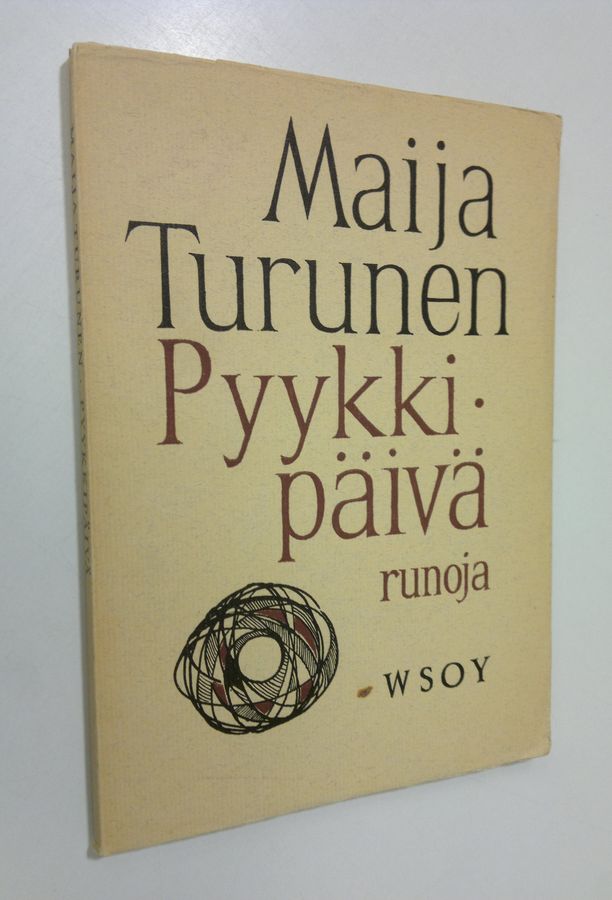 Maija
Turunen
Pyykki-
päivä
runoja
WSOY
MAIJA TURUNEN · PYYKKIPÄIVÄ